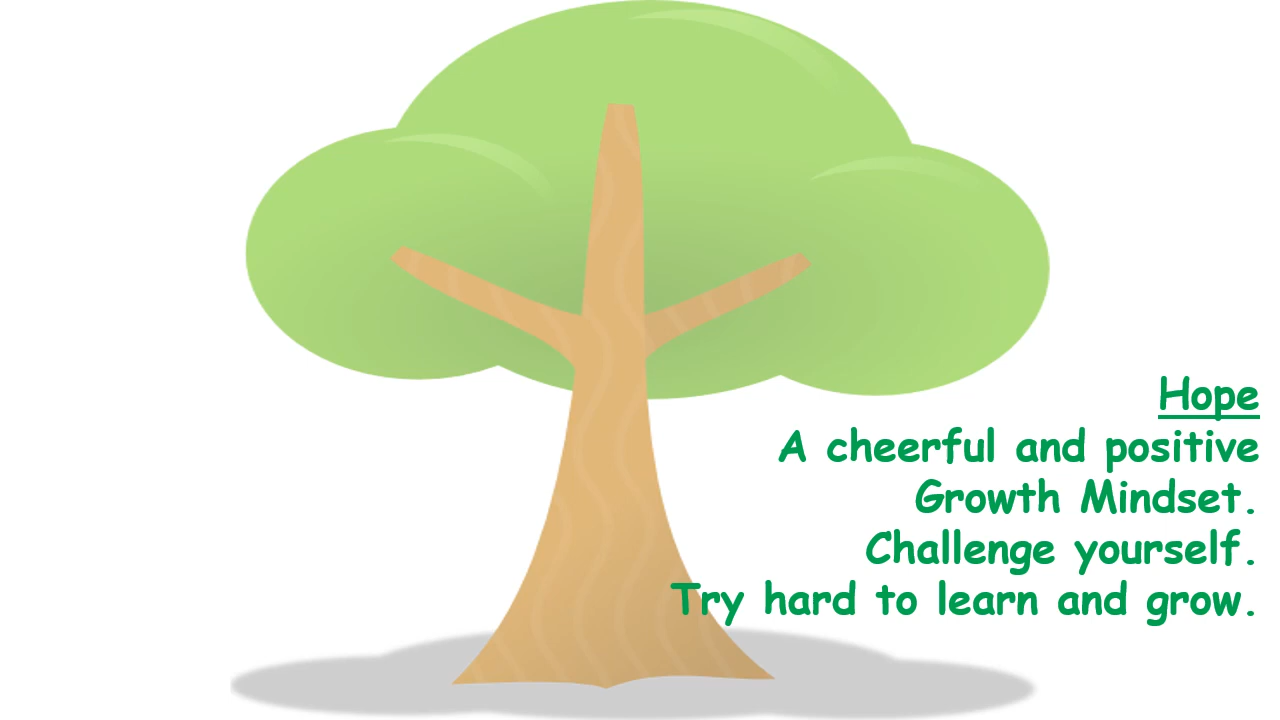 Hope
A cheerful and positive
Growth Mindset.
Challenge yourself.
Try hard to learn and grow.